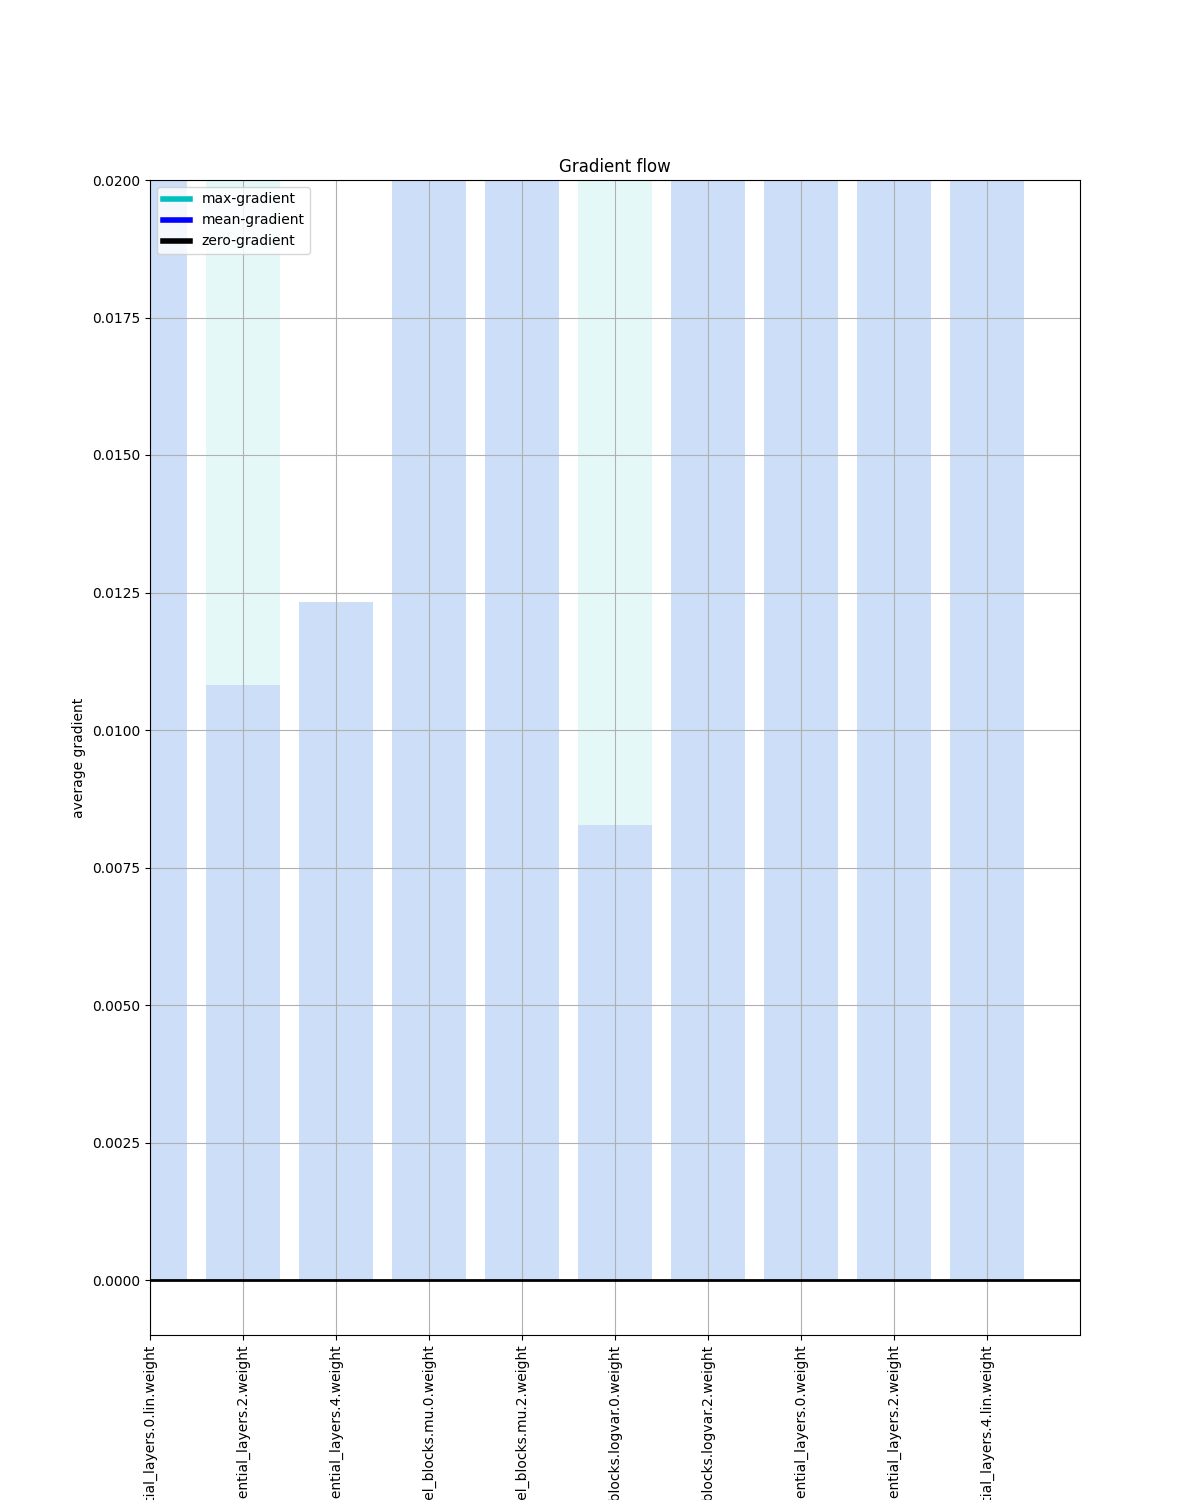 Gradient flow
max-gradient
mean-gradient
zero-gradient
0.0200
0.0175
0.0150
0.0125
0.0100
0.0075
0.0050
0.0025
0.0000
average gradient
tial_layers.0.lin.weight
ential_layers.2.weight
ential_layers.4.weight
el_blocks.mu.0.weight
el_blocks.mu.2.weight
blocks.logvar.0.weight
blocks.logvar.2.weight
ential_layers.0.weight
ential_layers.2.weight
tial_layers.4.lin.weight